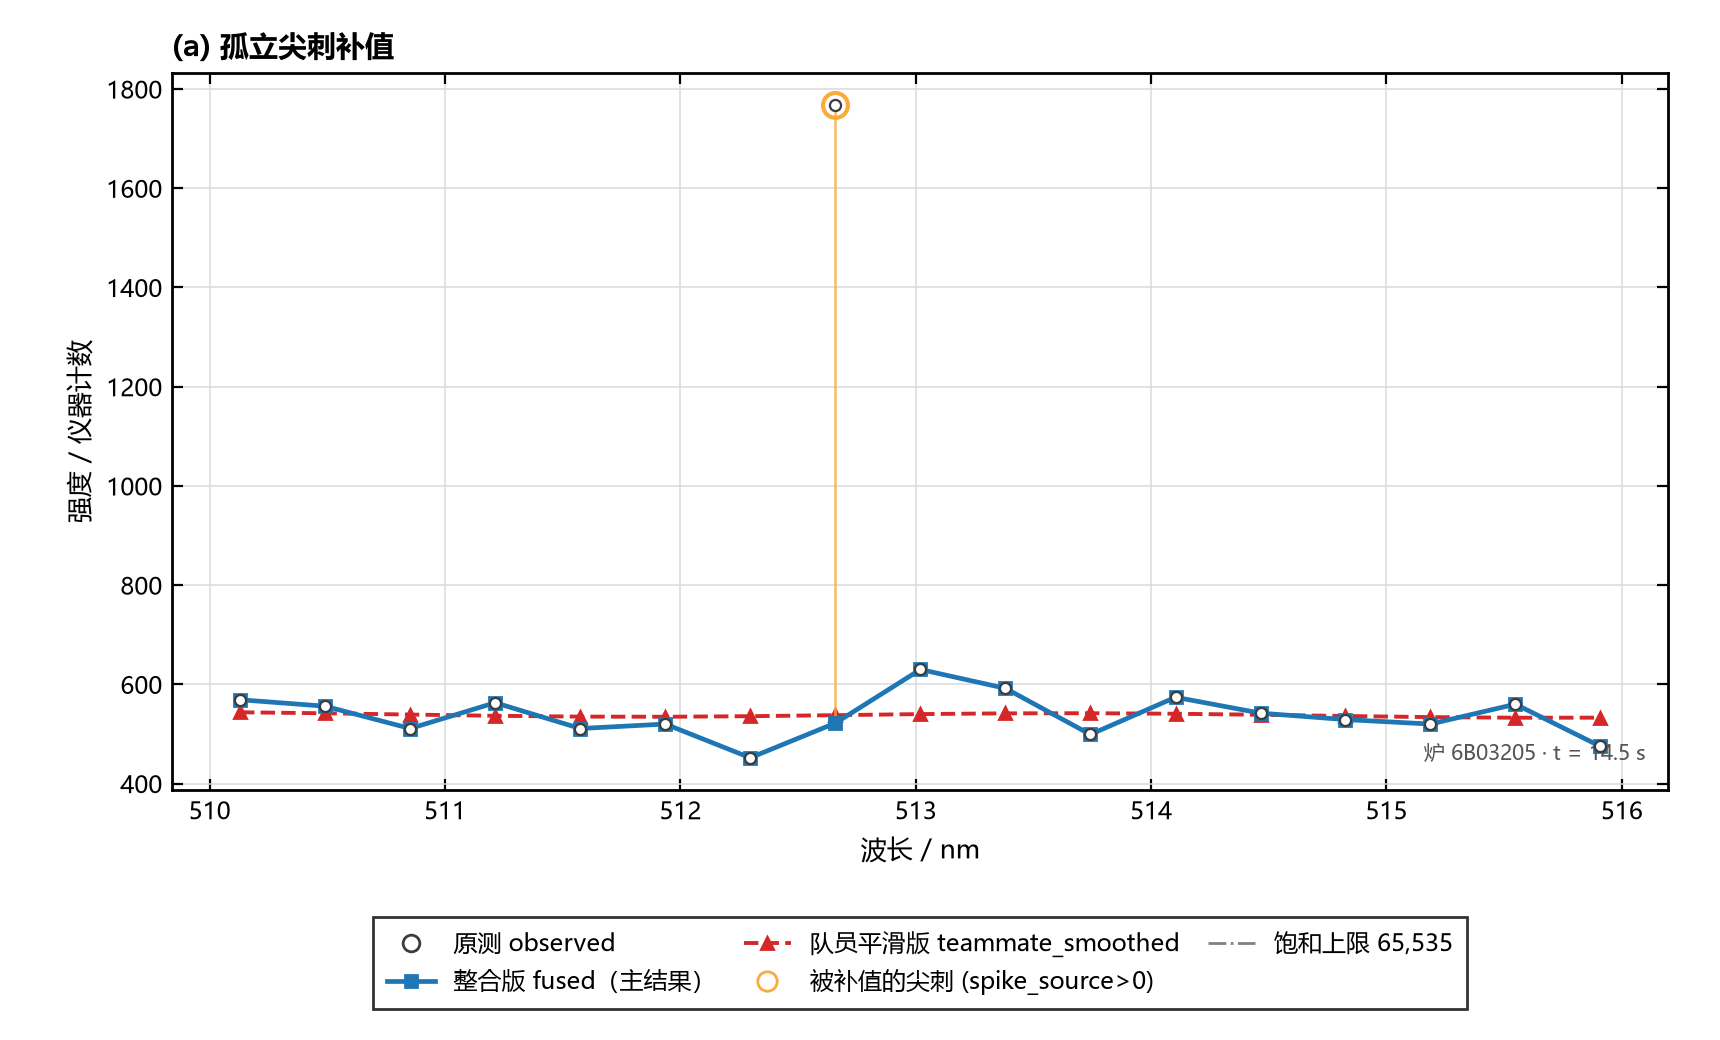 (a) 孤立尖刺补值
1800
1600
1400
1200
1000
800
600
400
强度 / 仪器计数
炉 6B03205 · t = 14.5 s
510 511 512 513 514 515 516
波长 / nm
原测 observed
队员平滑版 teammate_smoothed
饱和上限 65,535
整合版 fused（主结果）
被补值的尖刺 (spike_source>0)